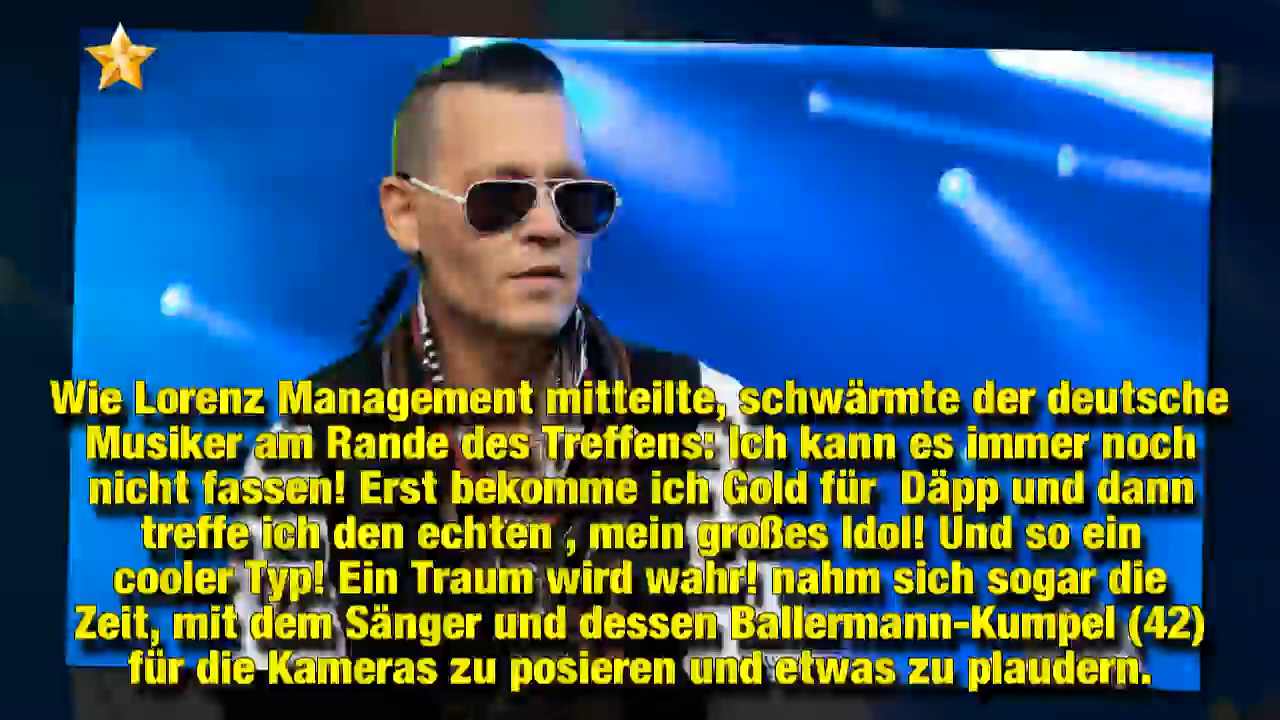 Wie Lorenz Management mitteilte, schwärmte der deutsche
Musiker am Rande des Treffens: Ich kann es immer noch
nicht fassen! Erst bekomme ich Gold für  Däpp und dann
treffe ich den echten , mein großes Idol! Und so ein
cooler Typ! Ein Traum wird wahr! nahm sich sogar die
Zeit, mit dem Sänger und dessen Ballermann-Kumpel (42)
für die Kameras zu posieren und etwas zu plaudern.